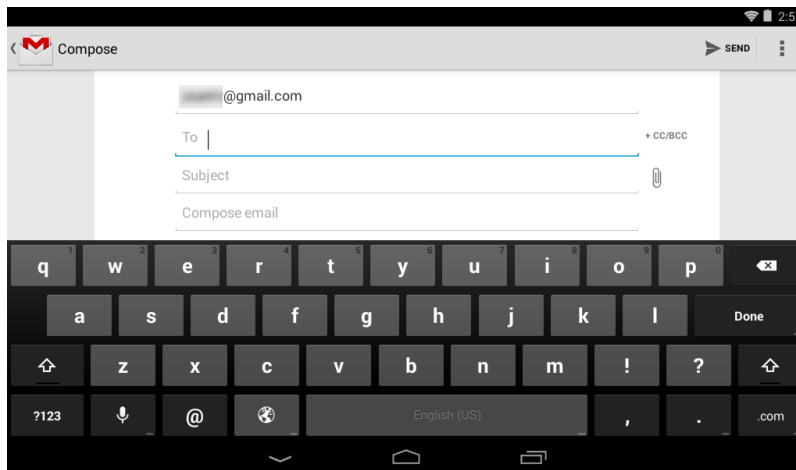 2:5
Compose
SEND
@gmail.com
To
+ CC/BCC
Subject
Compose email
1 2 3 4 5 6 7 8 9 0
q w e r t y u i o p
a s d f g h j k l Done
z x c v b n m ! ?
?123 @ English (US) , . .com